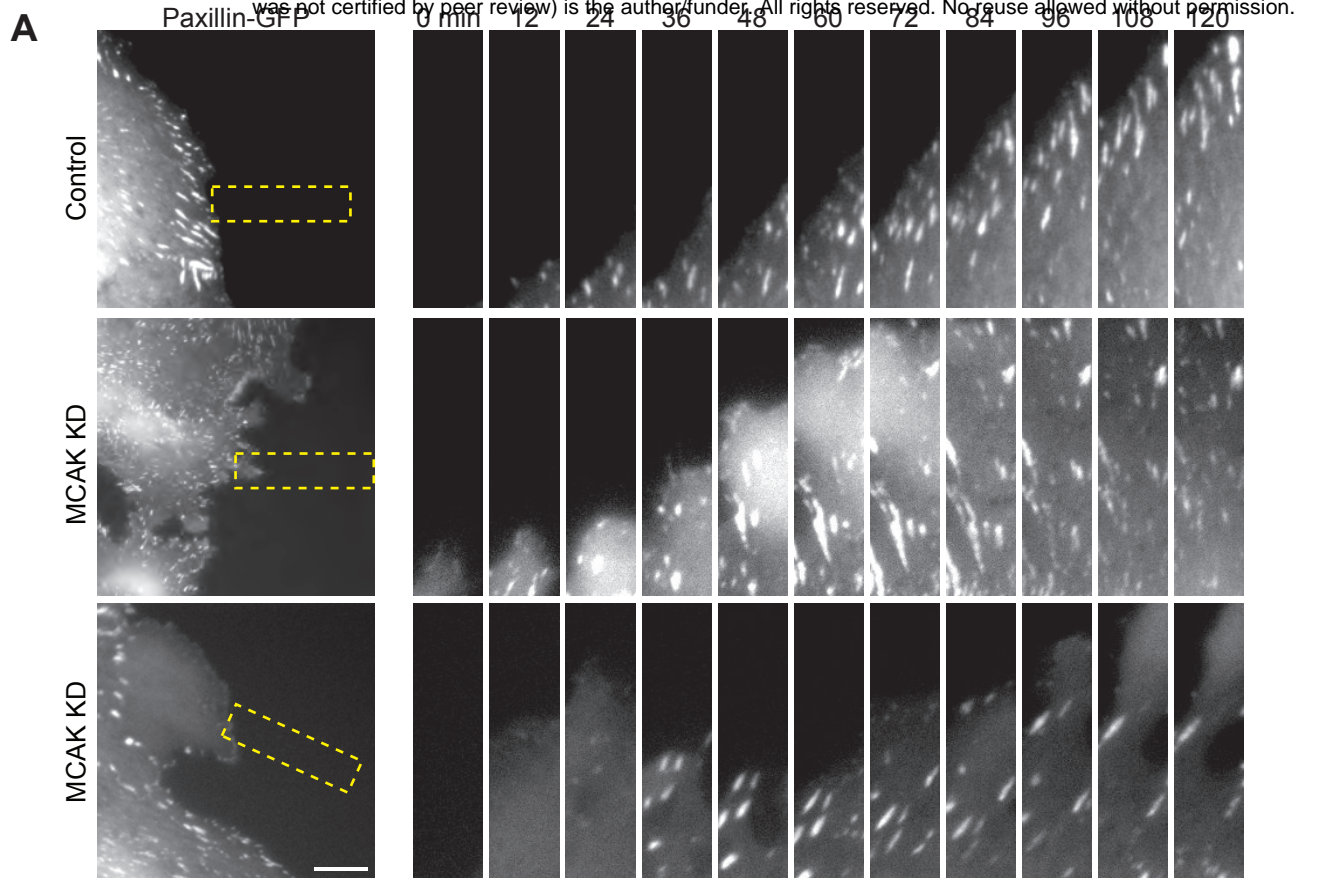 was not certified by peer review) is the author/funder. All rights reserved. No reuse allowed without permission.
A
Paxillin-GFP 0 min 12 24 36 48 60 72 84 96 108 120
Control
MCAK KD
MCAK KD